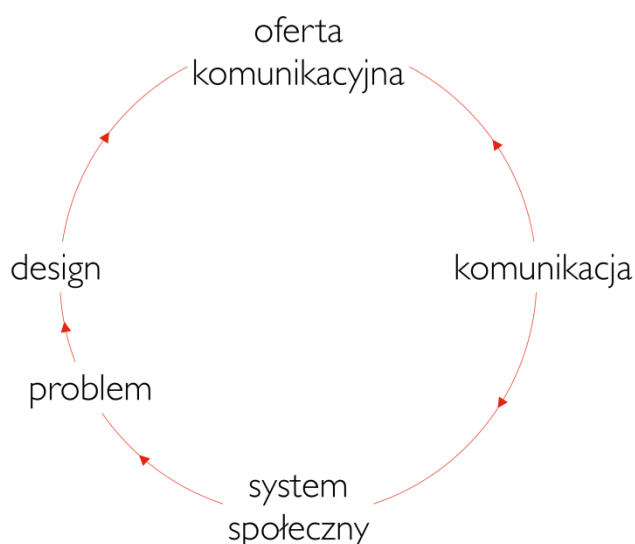 oferta
komunikacyjna
design
komunikacja
problem
system
społeczny